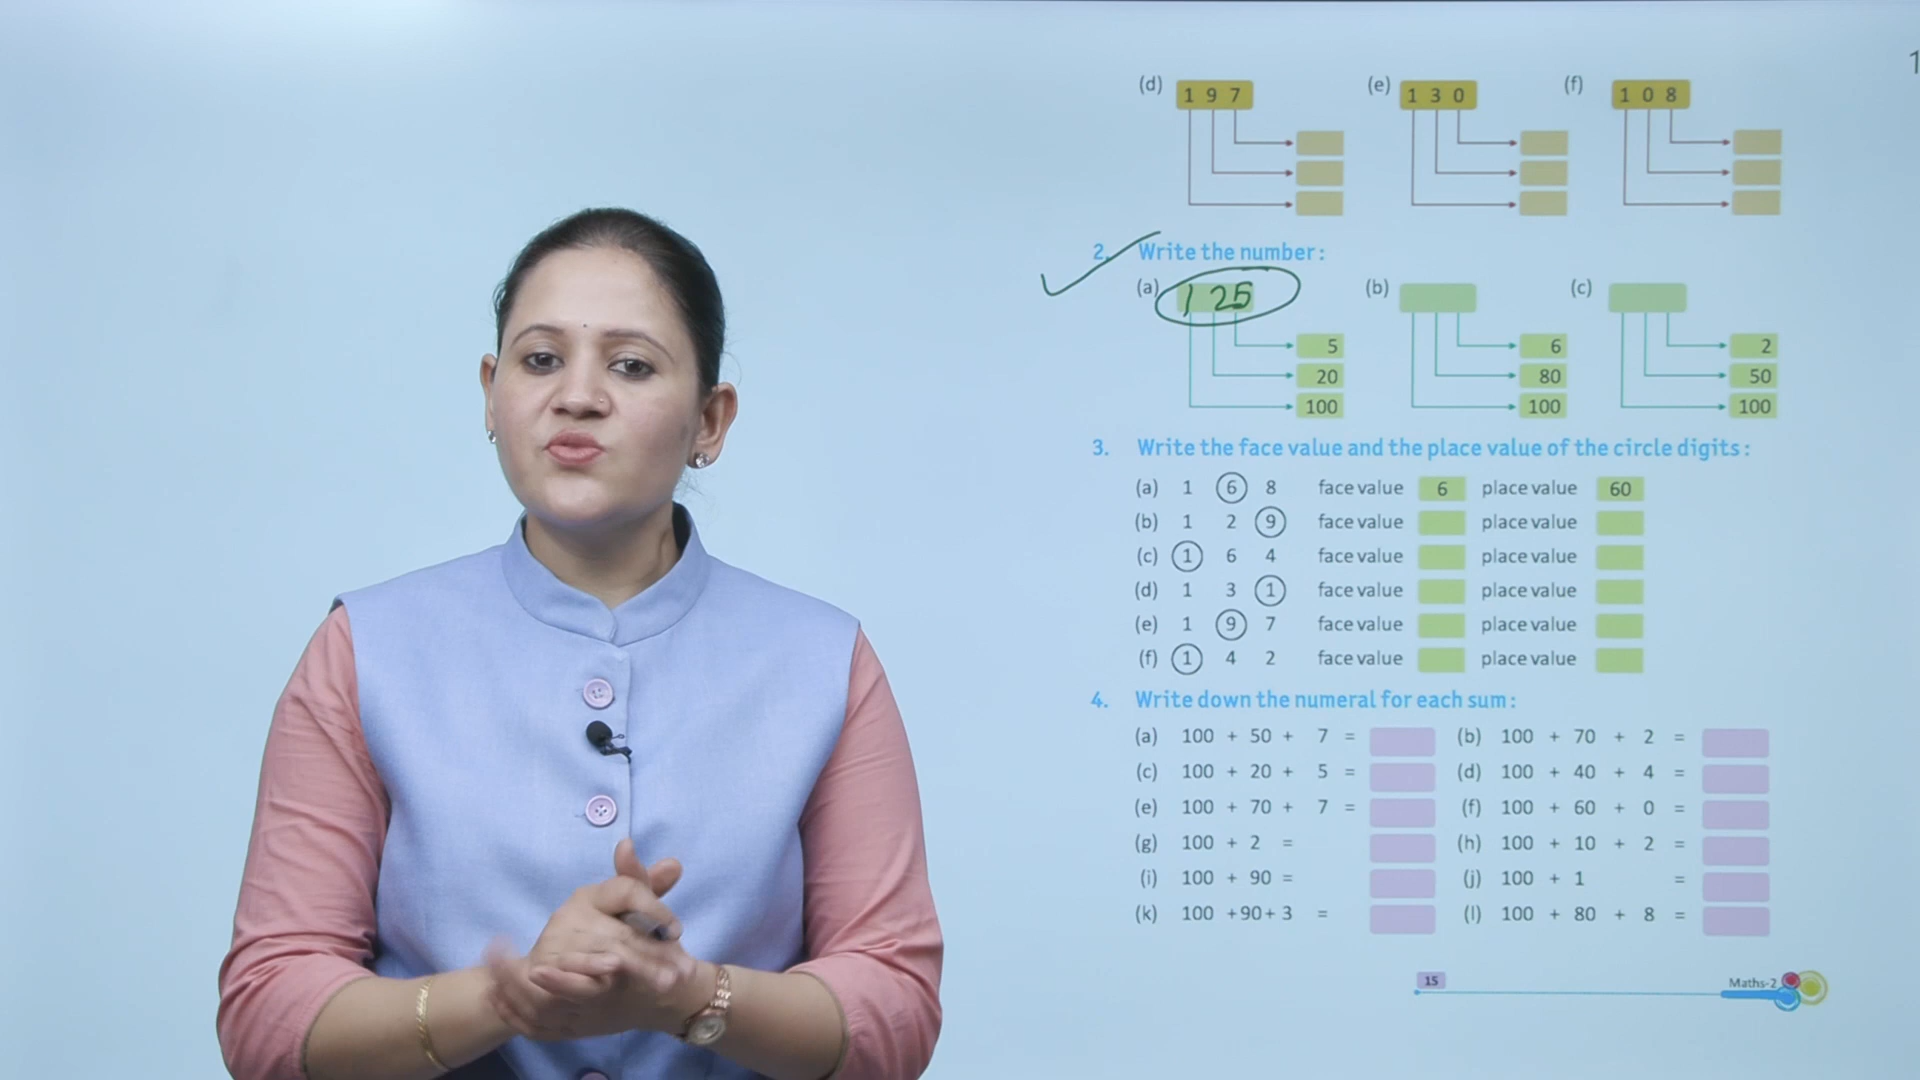 1
(d) 1 9 7 (e) 1 3 0 (f) 1 0 8
2. Write the number:
(a) 1 25 (b) (c)
5 6 2
20 80 50
100 100 100
3. Write the face value and the place value of the circle digits:
(a) 1 6 8 face value 6 place value 60
(b) 1 2 9 face value place value
(c) 1 6 4 face value place value
(d) 1 3 1 face value place value
(e) 1 9 7 face value place value
(f) 1 4 2 face value place value
4. Write down the numeral for each sum:
(a) 100 + 50 + 7 = (b) 100 + 70 + 2 =
(c) 100 + 20 + 5 = (d) 100 + 40 + 4 =
(e) 100 + 70 + 7 = (f) 100 + 60 + 0 =
(g) 100 + 2 = (h) 100 + 10 + 2 =
(i) 100 + 90 = (j) 100 + 1 =
(k) 100 +90+ 3 = (l) 100 + 80 + 8 =
15 Maths-2